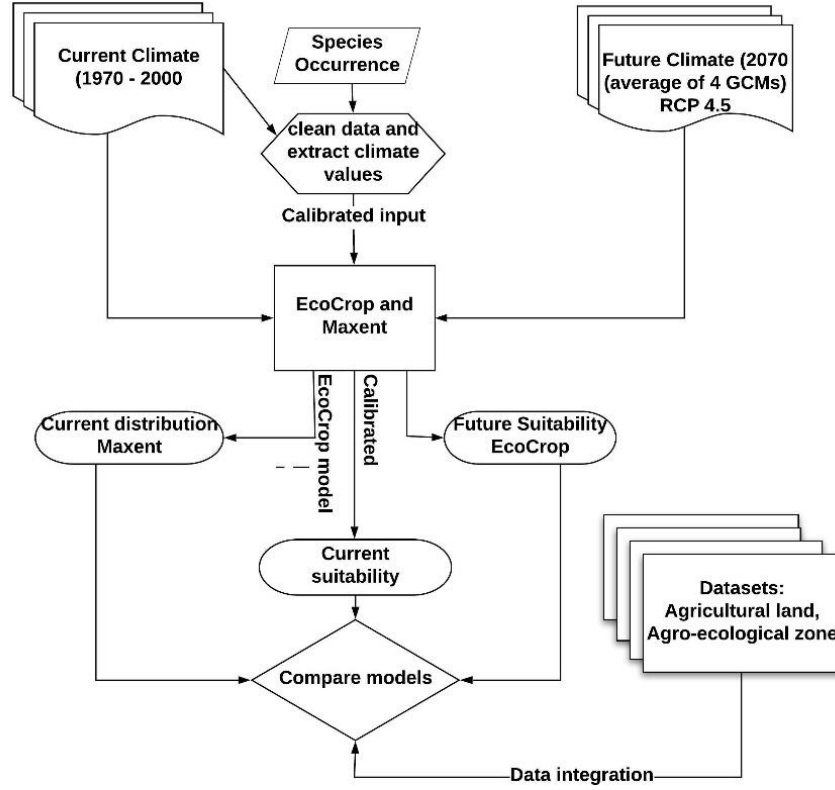 Current Climate
(1970 - 2000
Species
Occurrence
Future Climate (2070
(average of 4 GCMs)
RCP 4.5
clean data and
extract climate
values
Calibrated input
EcoCrop and
Maxent
EcoCrop model
Calibrated
Current distribution
Maxent
Future Suitability
EcoCrop
Current
suitability
Datasets:
Agricultural land,
Agro-ecological zone
Compare models
Data integration